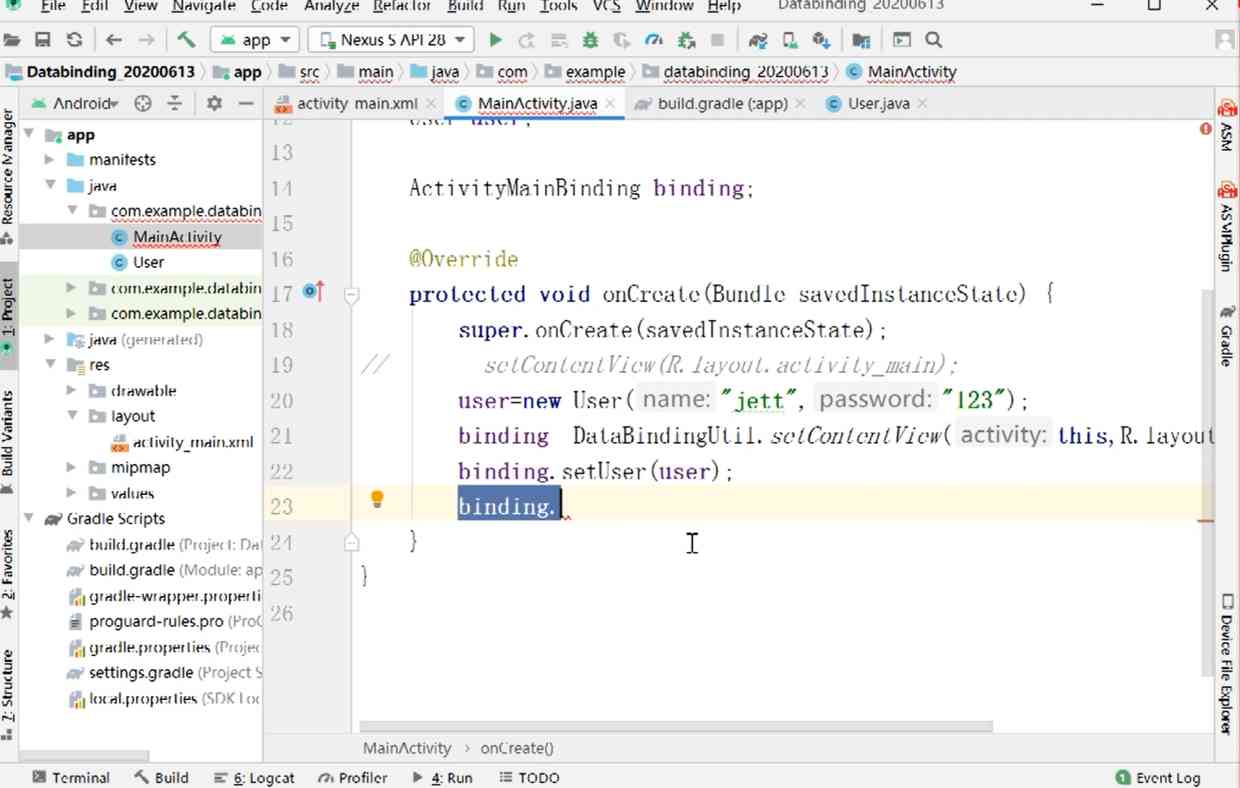 File Edit View Navigate Code Analyze Refactor Build Run Tools VCS Window Help Databinding_20200613
app Nexus 5 API 28
Databinding_20200613 app src main java com example databinding_20200613 MainActivity
Android activity_main.xml MainActivity.java build.gradle (:app) User.java
Resource Manager
1: Project
Build Variants
2: Favorites
7: Structure
app
manifests
java
com.example.databin
MainActivity
User
com.example.databin
com.example.databin
java (generated)
res
drawable
layout
activity_main.xml
mipmap
values
Gradle Scripts
build.gradle (Project: Dat
build.gradle (Module: ap
gradle-wrapper.properti
proguard-rules.pro (ProG
gradle.properties (Projec
settings.gradle (Project S
local.properties (SDK Loc
12 User user;
13
14 ActivityMainBinding binding;
15
16 @Override
17 protected void onCreate(Bundle savedInstanceState) {
18 super.onCreate(savedInstanceState);
19 // setContentView(R.layout.activity_main);
20 user=new User( name: "jett", password: "123");
21 binding DataBindingUtil.setContentView( activity: this,R.layout
22 binding.setUser(user);
23 binding.
24 }
25 }
26
MainActivity › onCreate()
ASM
ASMPlugin
Gradle
Device File Explorer
Terminal Build 6: Logcat Profiler 4: Run TODO 1 Event Log